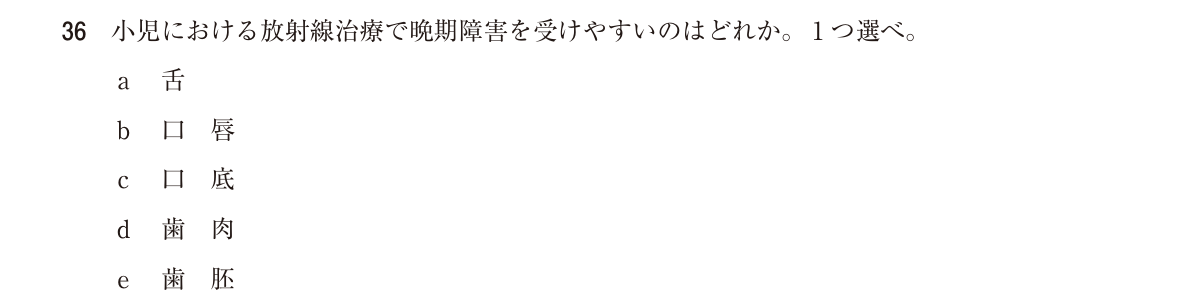 36 小児における放射線治療で晩期障害を受けやすいのはどれか。1つ選べ。
a 舌
b 口 唇
c 口 底
d 歯 肉
e 歯 胚